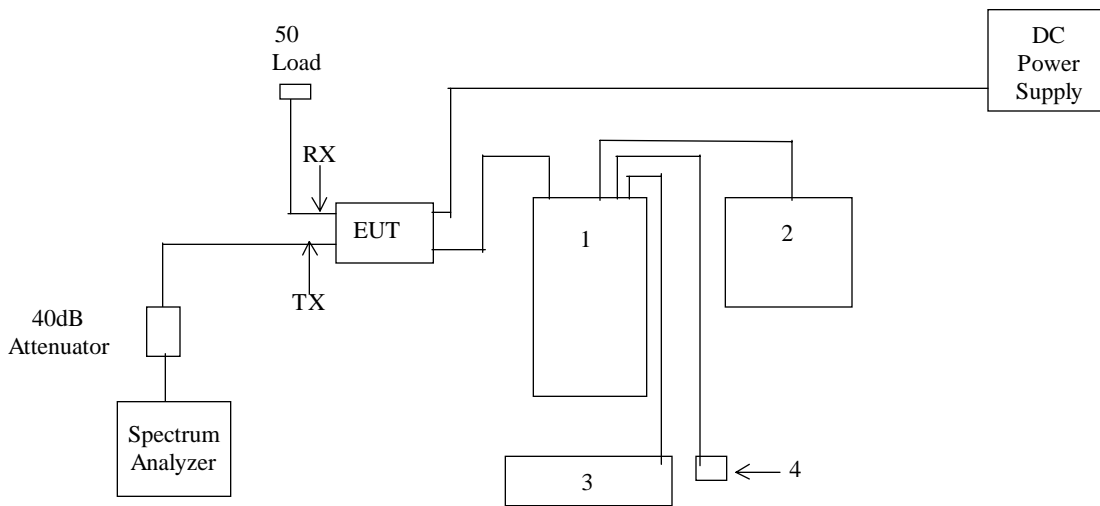 50
Load
DC
Power
Supply
RX
EUT
1
2
TX
40dB
Attenuator
Spectrum
Analyzer
3
4